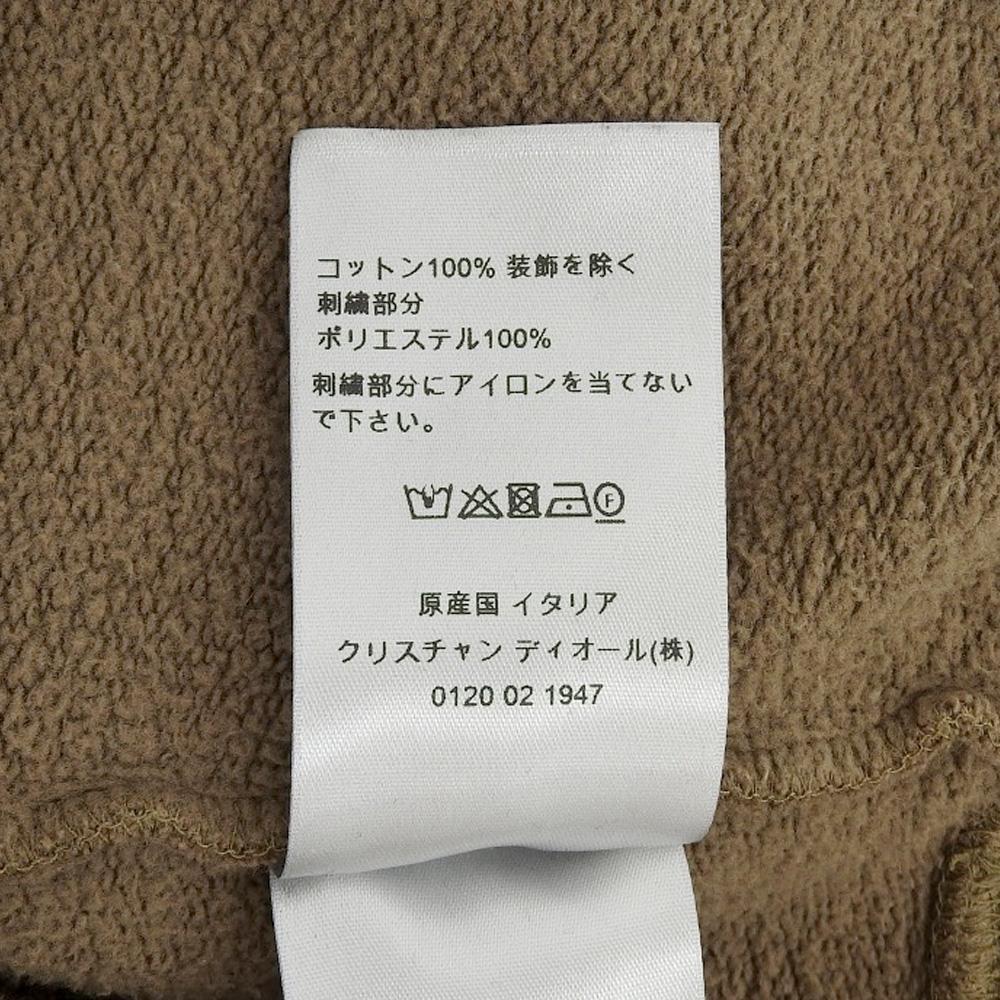 コットン100% 装飾を除く
刺繍部分
ポリエステル100%
刺繍部分にアイロンを当てない
で下さい。
F
原産国 イタリア
クリスチャン ディオール(株)
0120 02 1947